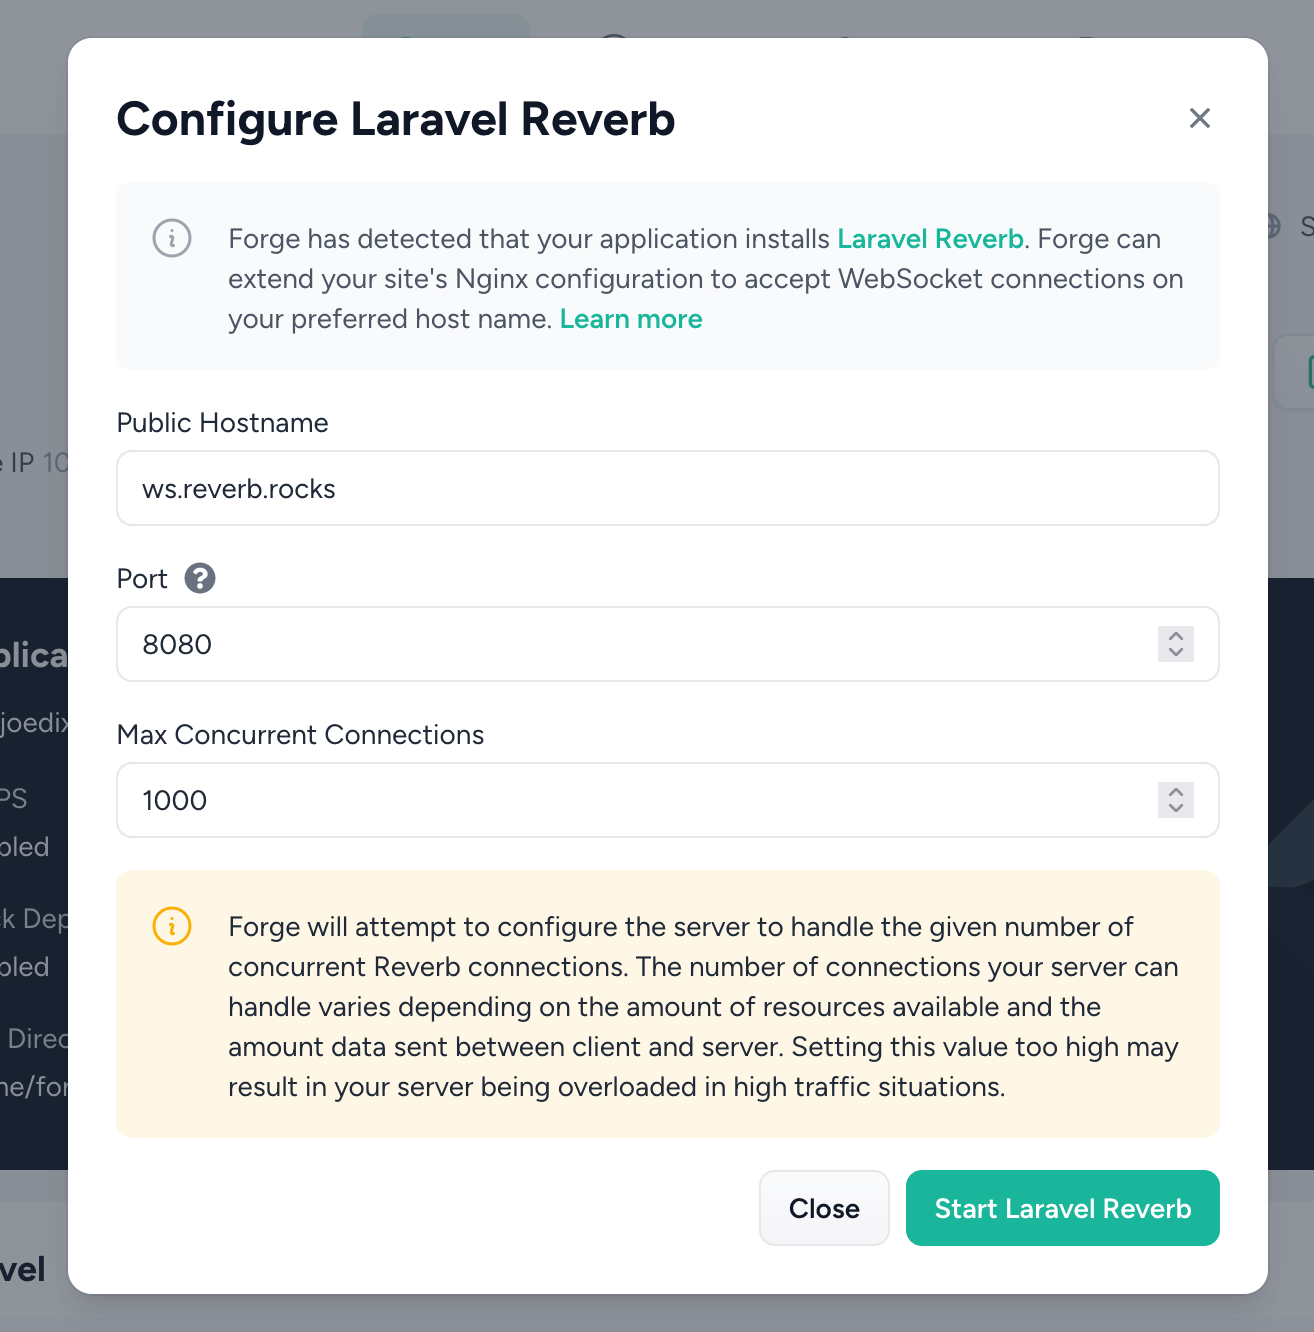 Configure Laravel Reverb
Forge has detected that your application installs Laravel Reverb. Forge can
extend your site's Nginx configuration to accept WebSocket connections on
your preferred host name. Learn more
Public Hostname
ws.reverb.rocks
Port
8080
Max Concurrent Connections
1000
Forge will attempt to configure the server to handle the given number of
concurrent Reverb connections. The number of connections your server can
handle varies depending on the amount of resources available and the
amount data sent between client and server. Setting this value too high may
result in your server being overloaded in high traffic situations.
Close
Start Laravel Reverb
IP 10